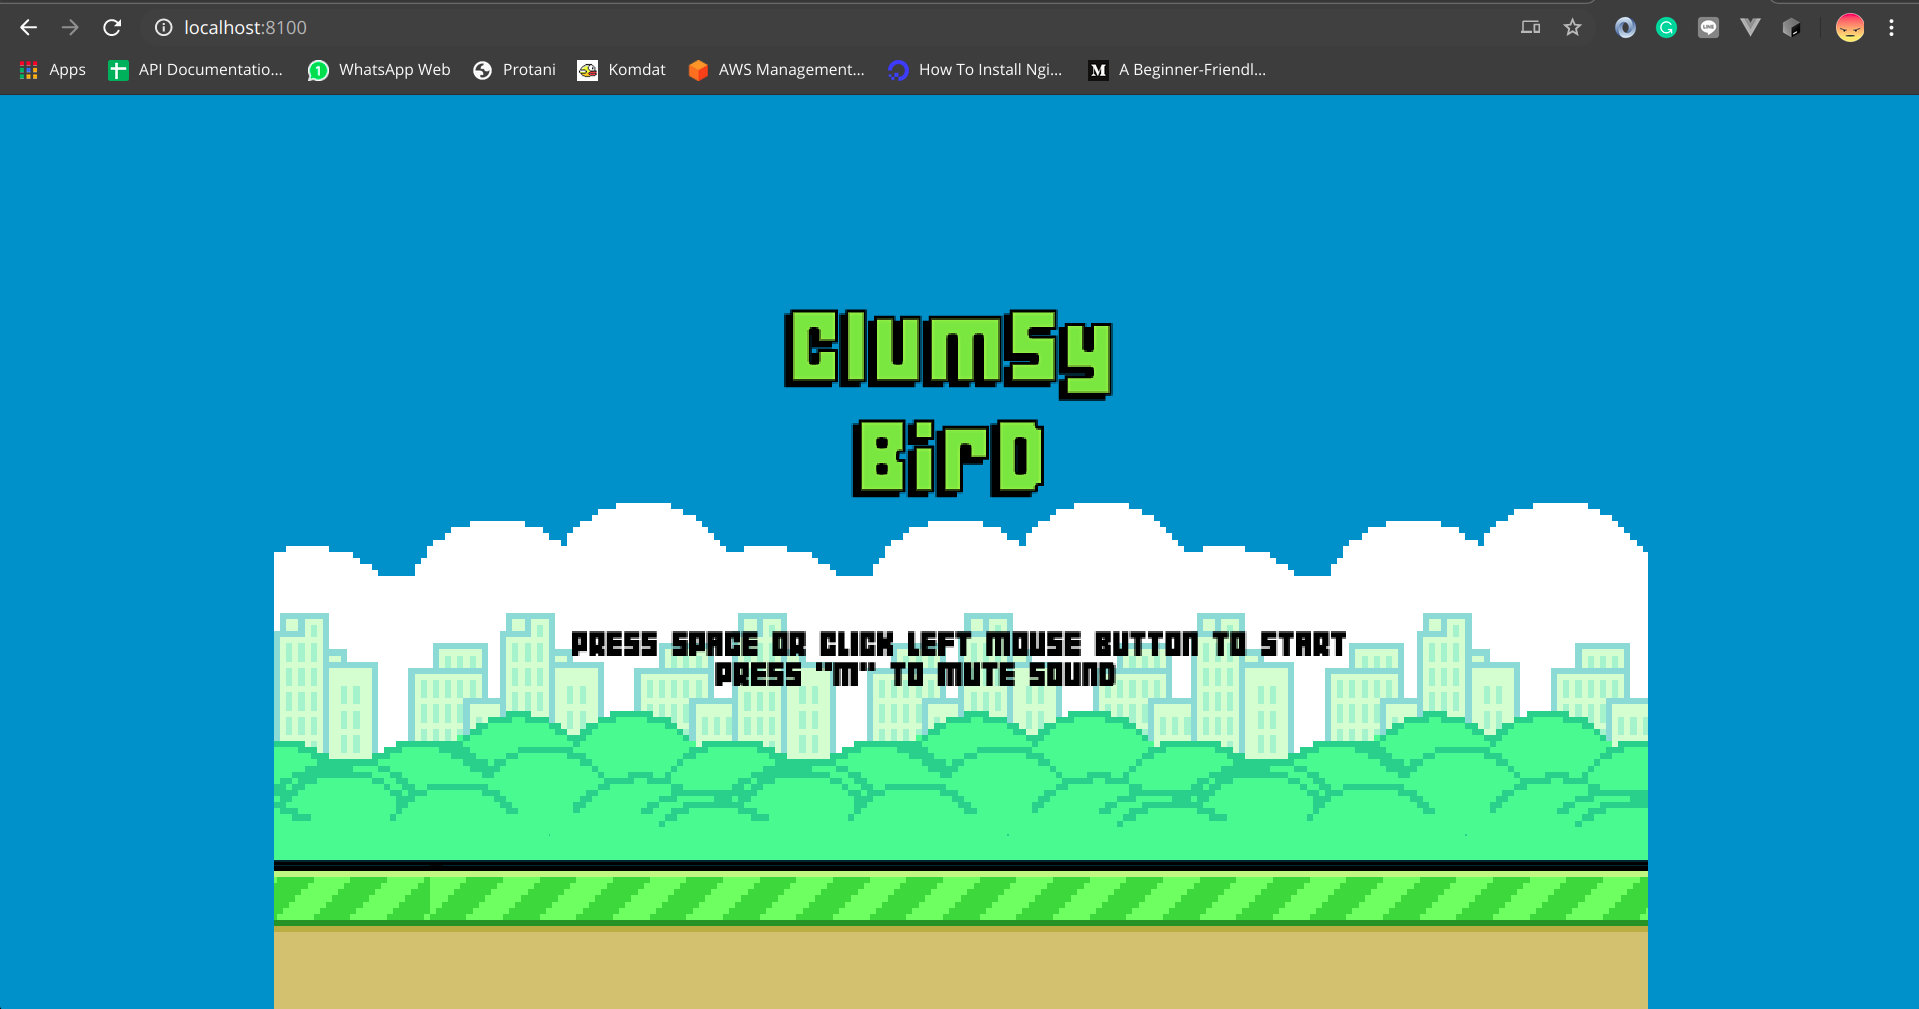 localhost:8100
Apps API Documentatio... WhatsApp Web Protani Komdat AWS Management... How To Install Ngi... M A Beginner-Friendl...
Clumsy
BirD
PRESS SPACE OR CLICK LEFT MOUSE BUTTON TO START
PRESS "M" TO MUTE SOUND